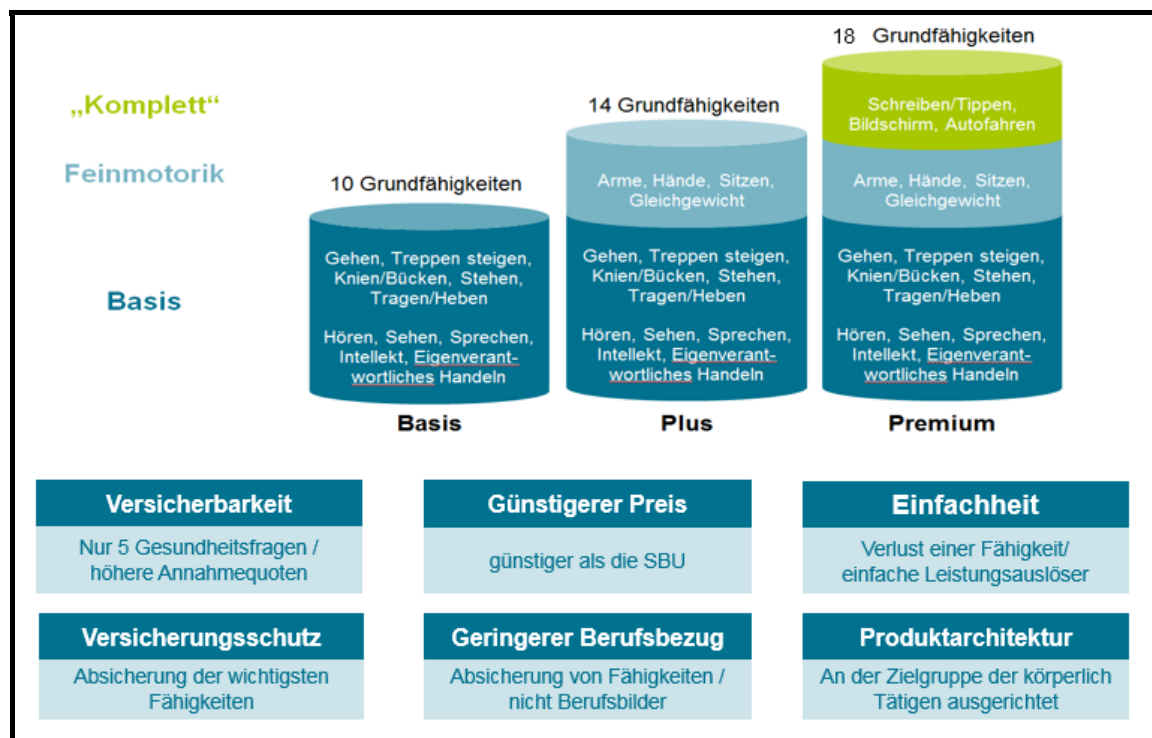 18 Grundfähigkeiten
„Komplett“
14 Grundfähigkeiten
Schreiben/Tippen,
Bildschirm, Autofahren
Feinmotorik
10 Grundfähigkeiten
Arme, Hände, Sitzen,
Gleichgewicht
Arme, Hände, Sitzen,
Gleichgewicht
Basis
Gehen, Treppen steigen,
Knien/Bücken, Stehen,
Tragen/Heben
Hören, Sehen, Sprechen,
Intellekt, Eigenverant-
wortliches Handeln
Gehen, Treppen steigen,
Knien/Bücken, Stehen,
Tragen/Heben
Hören, Sehen, Sprechen,
Intellekt, Eigenverant-
wortliches Handeln
Gehen, Treppen steigen,
Knien/Bücken, Stehen,
Tragen/Heben
Hören, Sehen, Sprechen,
Intellekt, Eigenverant-
wortliches Handeln
Basis
Plus
Premium
Versicherbarkeit
Nur 5 Gesundheitsfragen /
höhere Annahmequoten
Günstigerer Preis
günstiger als die SBU
Einfachheit
Verlust einer Fähigkeit/
einfache Leistungsauslöser
Versicherungsschutz
Absicherung der wichtigsten
Fähigkeiten
Geringerer Berufsbezug
Absicherung von Fähigkeiten /
nicht Berufsbilder
Produktarchitektur
An der Zielgruppe der körperlich
Tätigen ausgerichtet